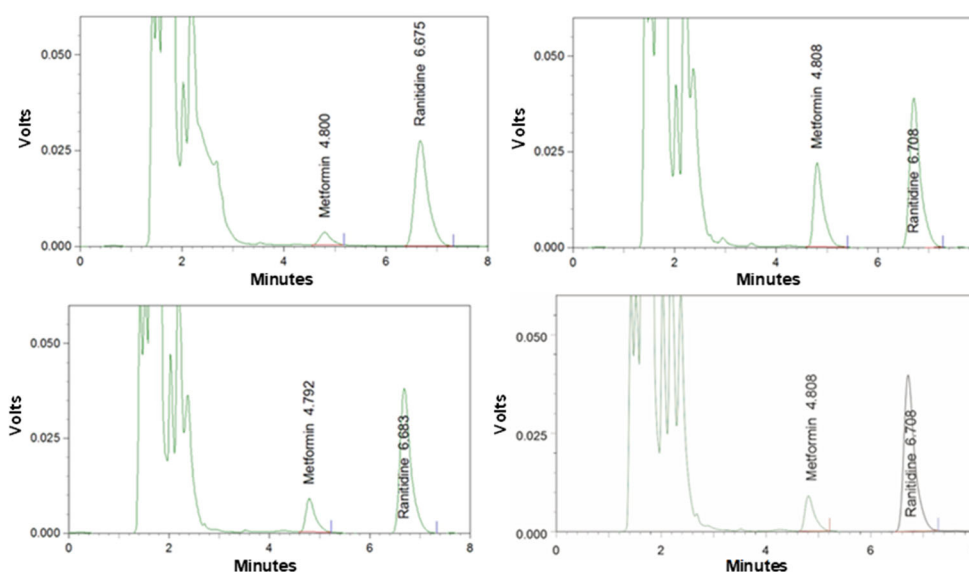 Volts
0.050
0.025
0.000
Metformin 4.800
Ranitidine 6.675
0
2
4
6
8
Minutes
Volts
0.050
0.025
0.000
Metformin 4.808
Ranitidine 6.708
0
2
4
6
Minutes
Volts
0.050
0.025
0.000
Metformin 4.792
Ranitidine 6.683
0
2
4
6
8
Minutes
Volts
0.050
0.025
0.000
Metformin 4.808
Ranitidine 6.708
0
2
4
6
Minutes